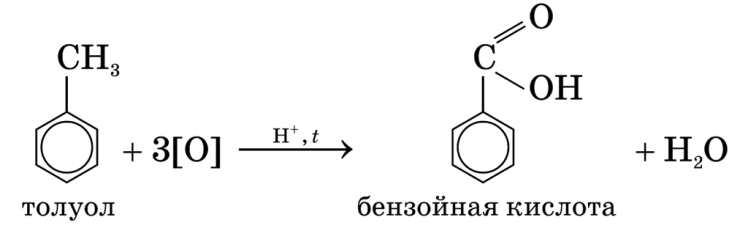 CH₃
O
C
OH
+ 3[O] H⁺, t + H₂O
толуол бензойная кислота